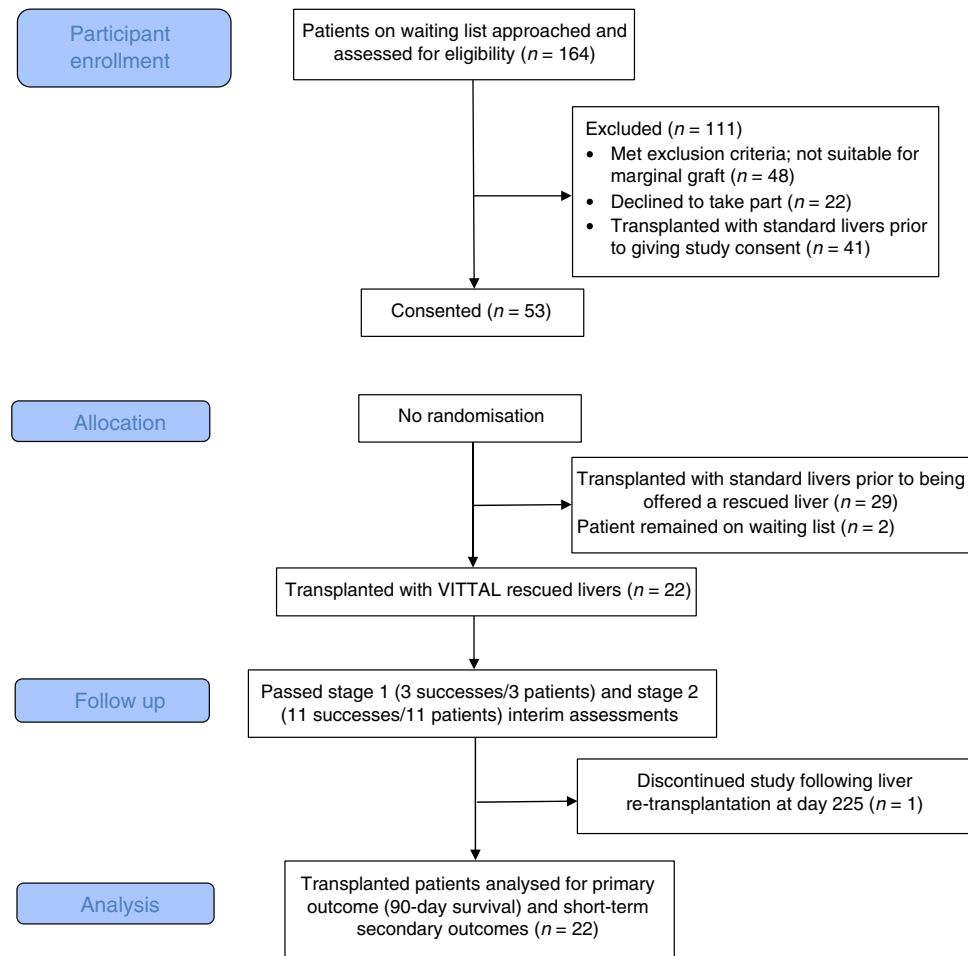 Participant
enrollment
Patients on waiting list approached and
assessed for eligibility (n = 164)
Excluded (n = 111)
• Met exclusion criteria; not suitable for
marginal graft (n = 48)
• Declined to take part (n = 22)
• Transplanted with standard livers prior
to giving study consent (n = 41)
Consented (n = 53)
Allocation
No randomisation
Transplanted with standard livers prior to being
offered a rescued liver (n = 29)
Patient remained on waiting list (n = 2)
Transplanted with VITTAL rescued livers (n = 22)
Follow up
Passed stage 1 (3 successes/3 patients) and stage 2
(11 successes/11 patients) interim assessments
Discontinued study following liver
re-transplantation at day 225 (n = 1)
Analysis
Transplanted patients analysed for primary
outcome (90-day survival) and short-term
secondary outcomes (n = 22)